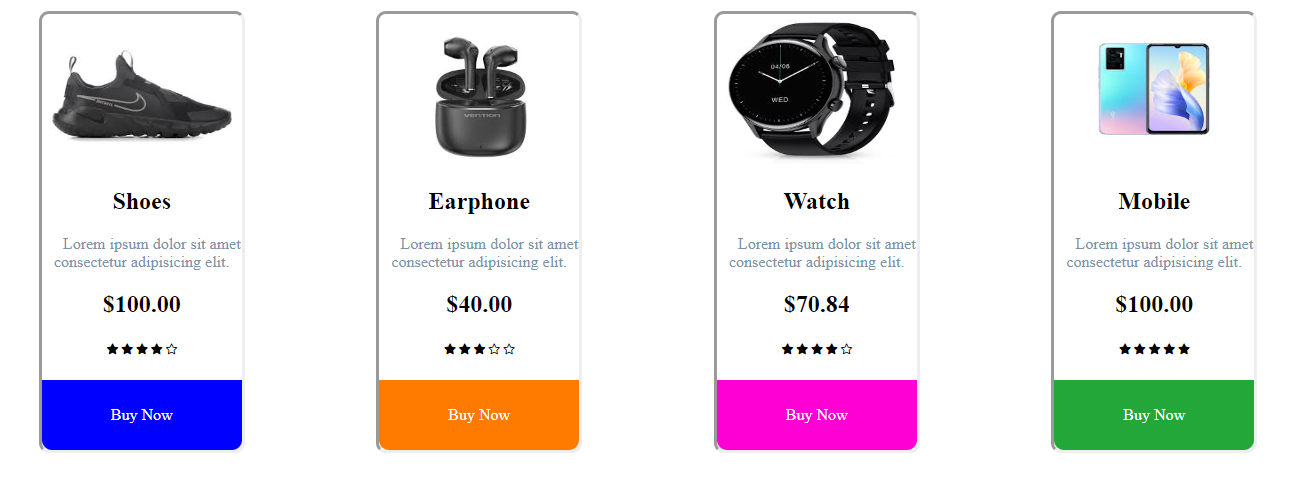 04/06
WED
VENTION
Shoes
Lorem ipsum dolor sit amet
consectetur adipisicing elit.
$100.00
Buy Now
Earphone
Lorem ipsum dolor sit amet
consectetur adipisicing elit.
$40.00
Buy Now
Watch
Lorem ipsum dolor sit amet
consectetur adipisicing elit.
$70.84
Buy Now
Mobile
Lorem ipsum dolor sit amet
consectetur adipisicing elit.
$100.00
Buy Now